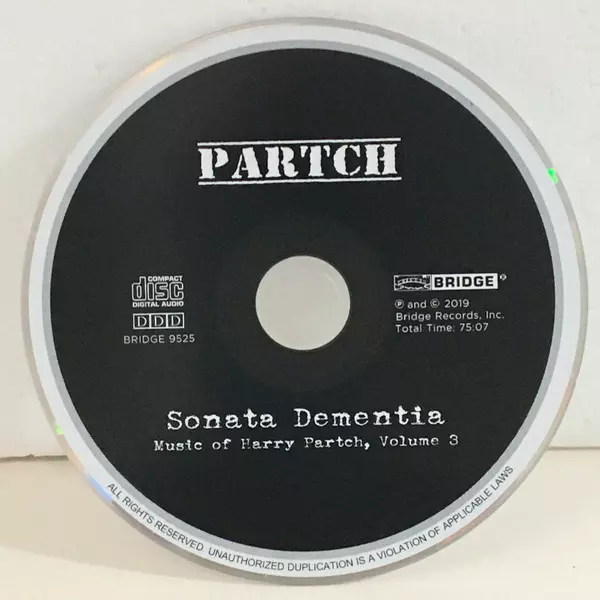 PARTCH
COMPACT
disc
DIGITAL AUDIO
DDD
BRIDGE 9525
BRIDGE®
℗ and © 2019
Bridge Records, Inc.
Total Time: 75:07
Sonata Dementia
Music of Harry Partch, Volume 3
ALL RIGHTS RESERVED UNAUTHORIZED DUPLICATION IS A VIOLATION OF APPLICABLE LAWS